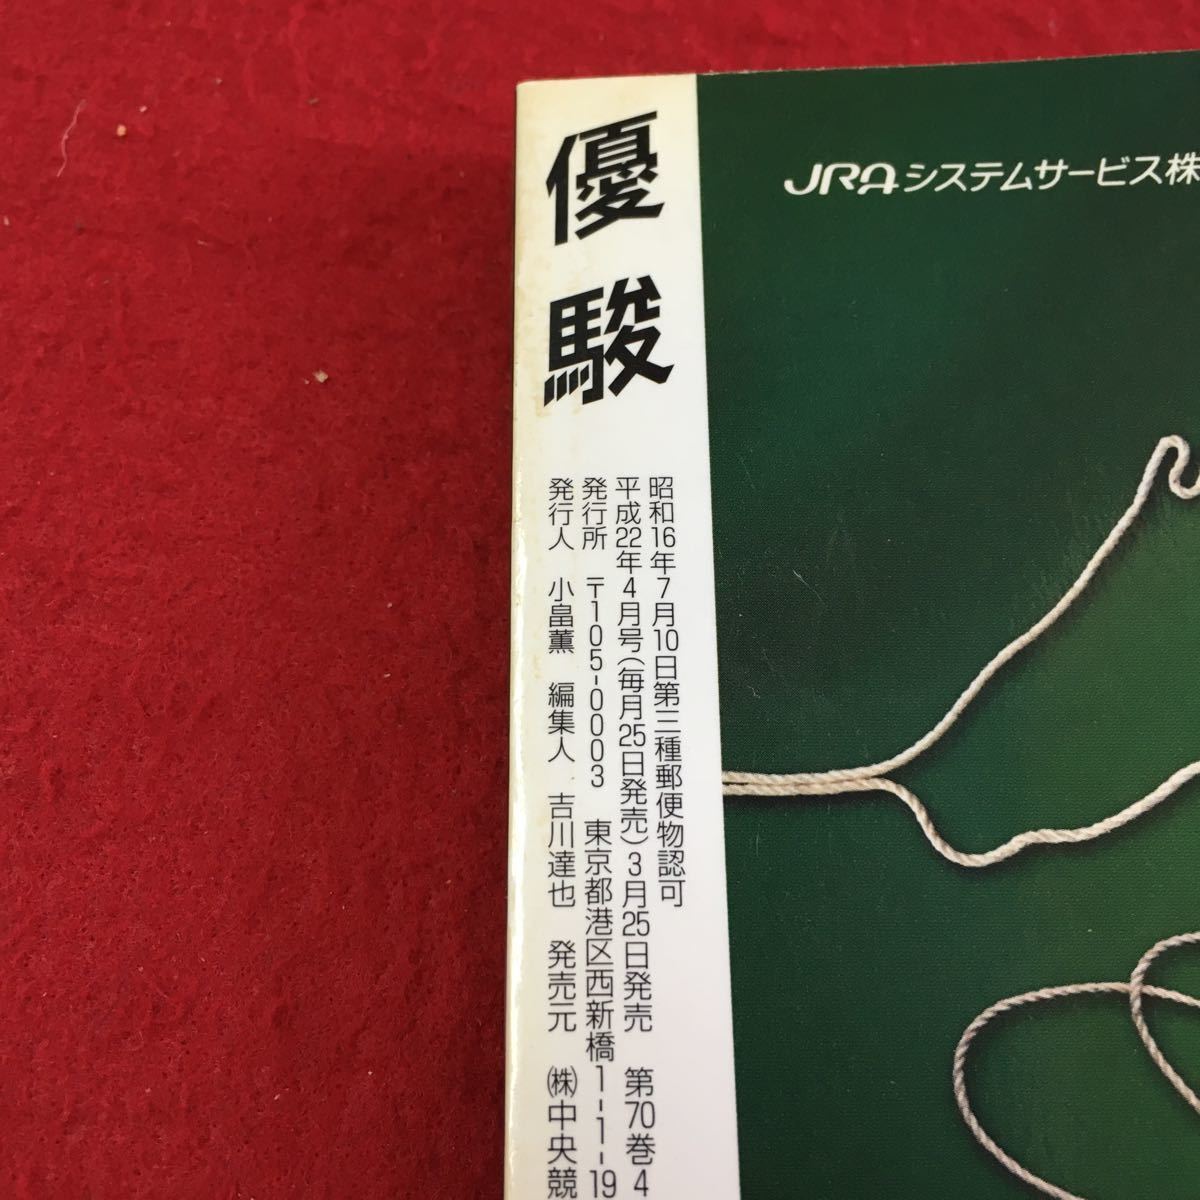 優駿
昭和16年7月10日第三種郵便物認可
平成22年4月号(毎月25日発売)3月25日発売 第70巻4
発行所 〒105-0003 東京都港区西新橋1-1-19
発行人 小畠薫 編集人 吉川達也 発売元 ㈱中央競
JRAシステムサービス株